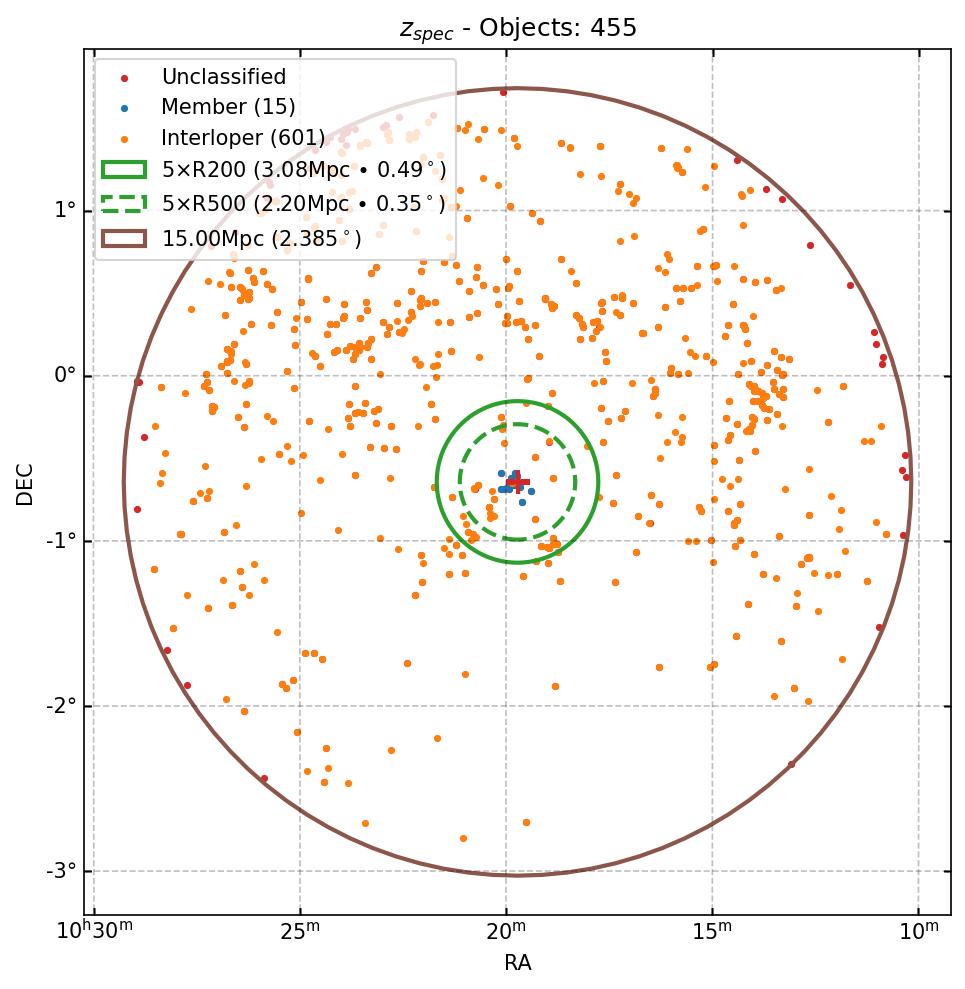 z_spec - Objects: 455
Unclassified
Member (15)
Interloper (601)
5×R200 (3.08Mpc • 0.49°)
5×R500 (2.20Mpc • 0.35°)
15.00Mpc (2.385°)
1°
0°
-1°
-2°
-3°
DEC
10ʰ30ᵐ 25ᵐ 20ᵐ 15ᵐ 10ᵐ
RA